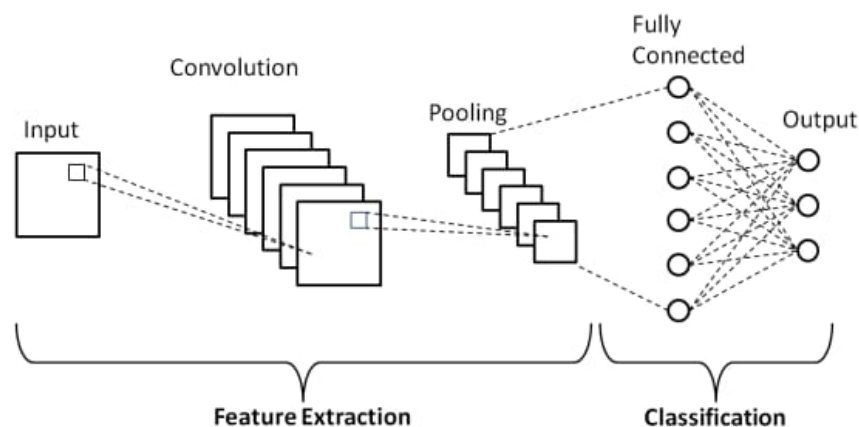 Input
Convolution
Pooling
Fully
Connected
Output
Feature Extraction
Classification